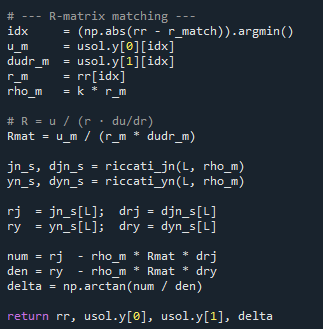 # --- R-matrix matching ---
idx     = (np.abs(rr - r_match)).argmin()
u_m     = usol.y[0][idx]
dudr_m  = usol.y[1][idx]
r_m     = rr[idx]
rho_m   = k * r_m
# R = u / (r · du/dr)
Rmat = u_m / (r_m * dudr_m)
jn_s, djn_s = riccati_jn(L, rho_m)
yn_s, dyn_s = riccati_yn(L, rho_m)
rj  = jn_s[L];  drj = djn_s[L]
ry  = yn_s[L];  dry = dyn_s[L]
num = rj  - rho_m * Rmat * drj
den = ry  - rho_m * Rmat * dry
delta = np.arctan(num / den)
return rr, usol.y[0], usol.y[1], delta